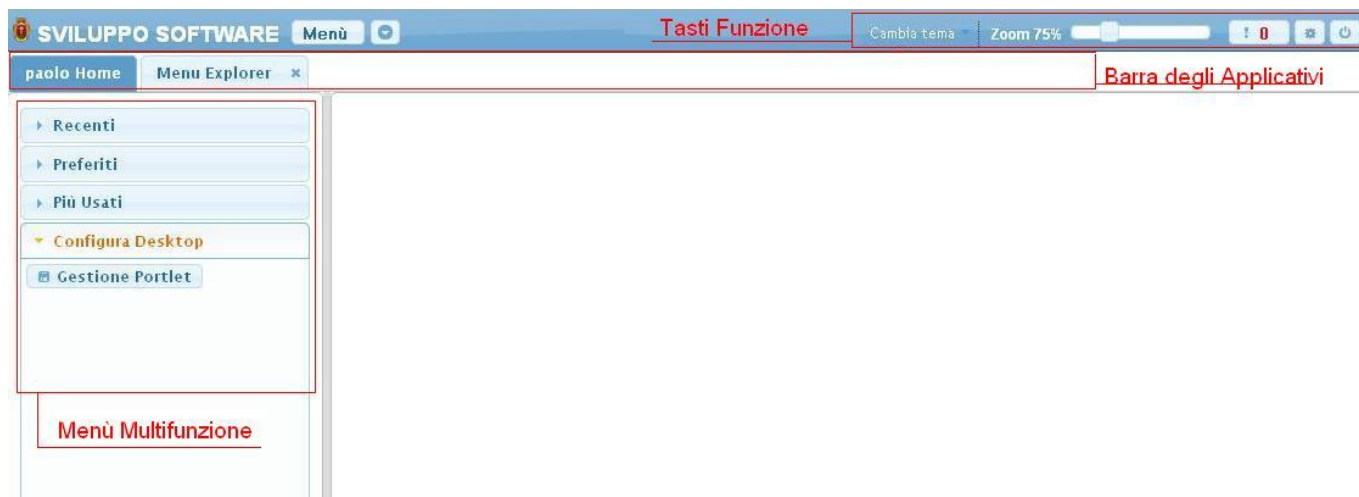 SVILUPPO SOFTWARE Menù Tasti Funzione Cambia tema Zoom 75% ! 0
paolo Home Menu Explorer Barra degli Applicativi
Recenti
Preferiti
Più Usati
Configura Desktop
Gestione Portlet
Menù Multifunzione